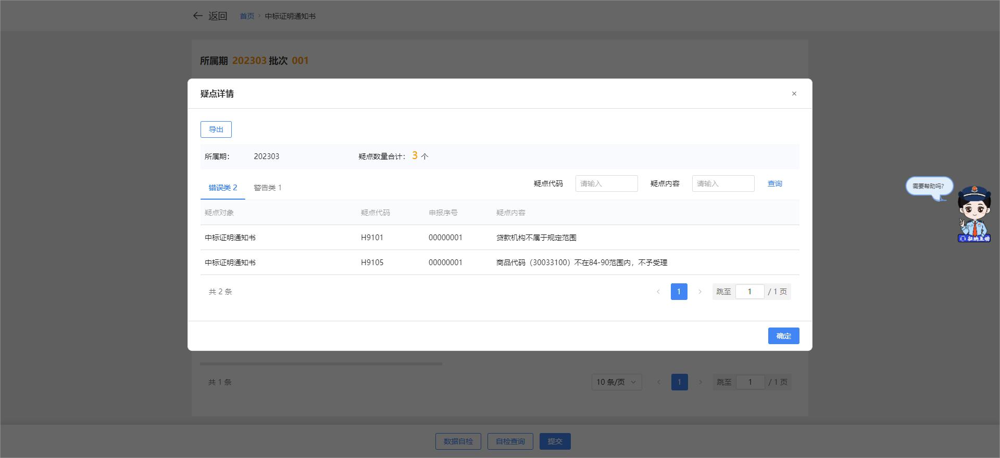 返回 首页 > 中标证明通知书
所属期 202303 批次 001
疑点详情 ×
导出
所属期： 202303 疑点数量合计： 3 个
错误类 2 警告类 1 疑点代码 请输入 疑点内容 请输入 查询
疑点对象 疑点代码 申报序号 疑点内容
中标证明通知书 H9101 00000001 贷款机构不属于规定范围
中标证明通知书 H9105 00000001 商品代码（30033100）不在84-90范围内，不予受理
共 2 条 < 1 > 跳至 1 / 1 页
确定
共 1 条 10 条/页 < 1 > 跳至 1 / 1 页
数据自检 自检查询 提交
需要帮助吗?
征纳互动